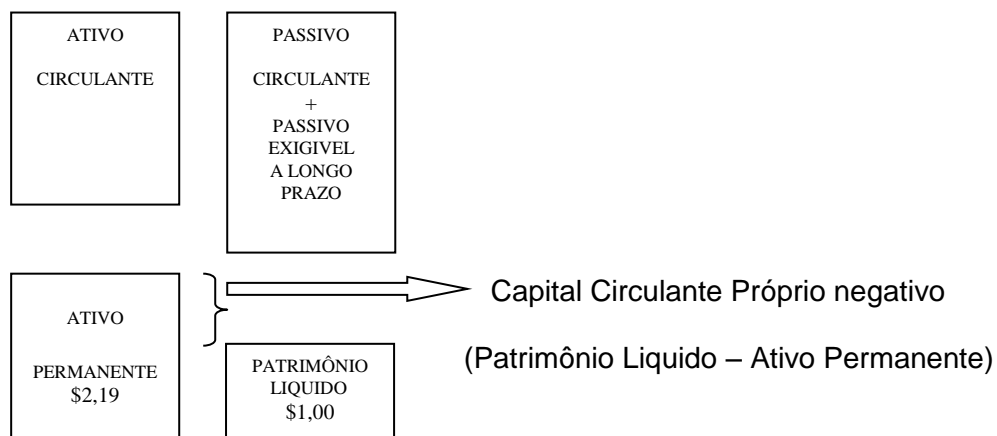 ATIVO
CIRCULANTE
PASSIVO
CIRCULANTE
+
PASSIVO
EXIGIVEL
A LONGO
PRAZO
ATIVO
PERMANENTE
$2,19
PATRIMÔNIO
LIQUIDO
$1,00
Capital Circulante Próprio negativo
(Patrimônio Liquido – Ativo Permanente)